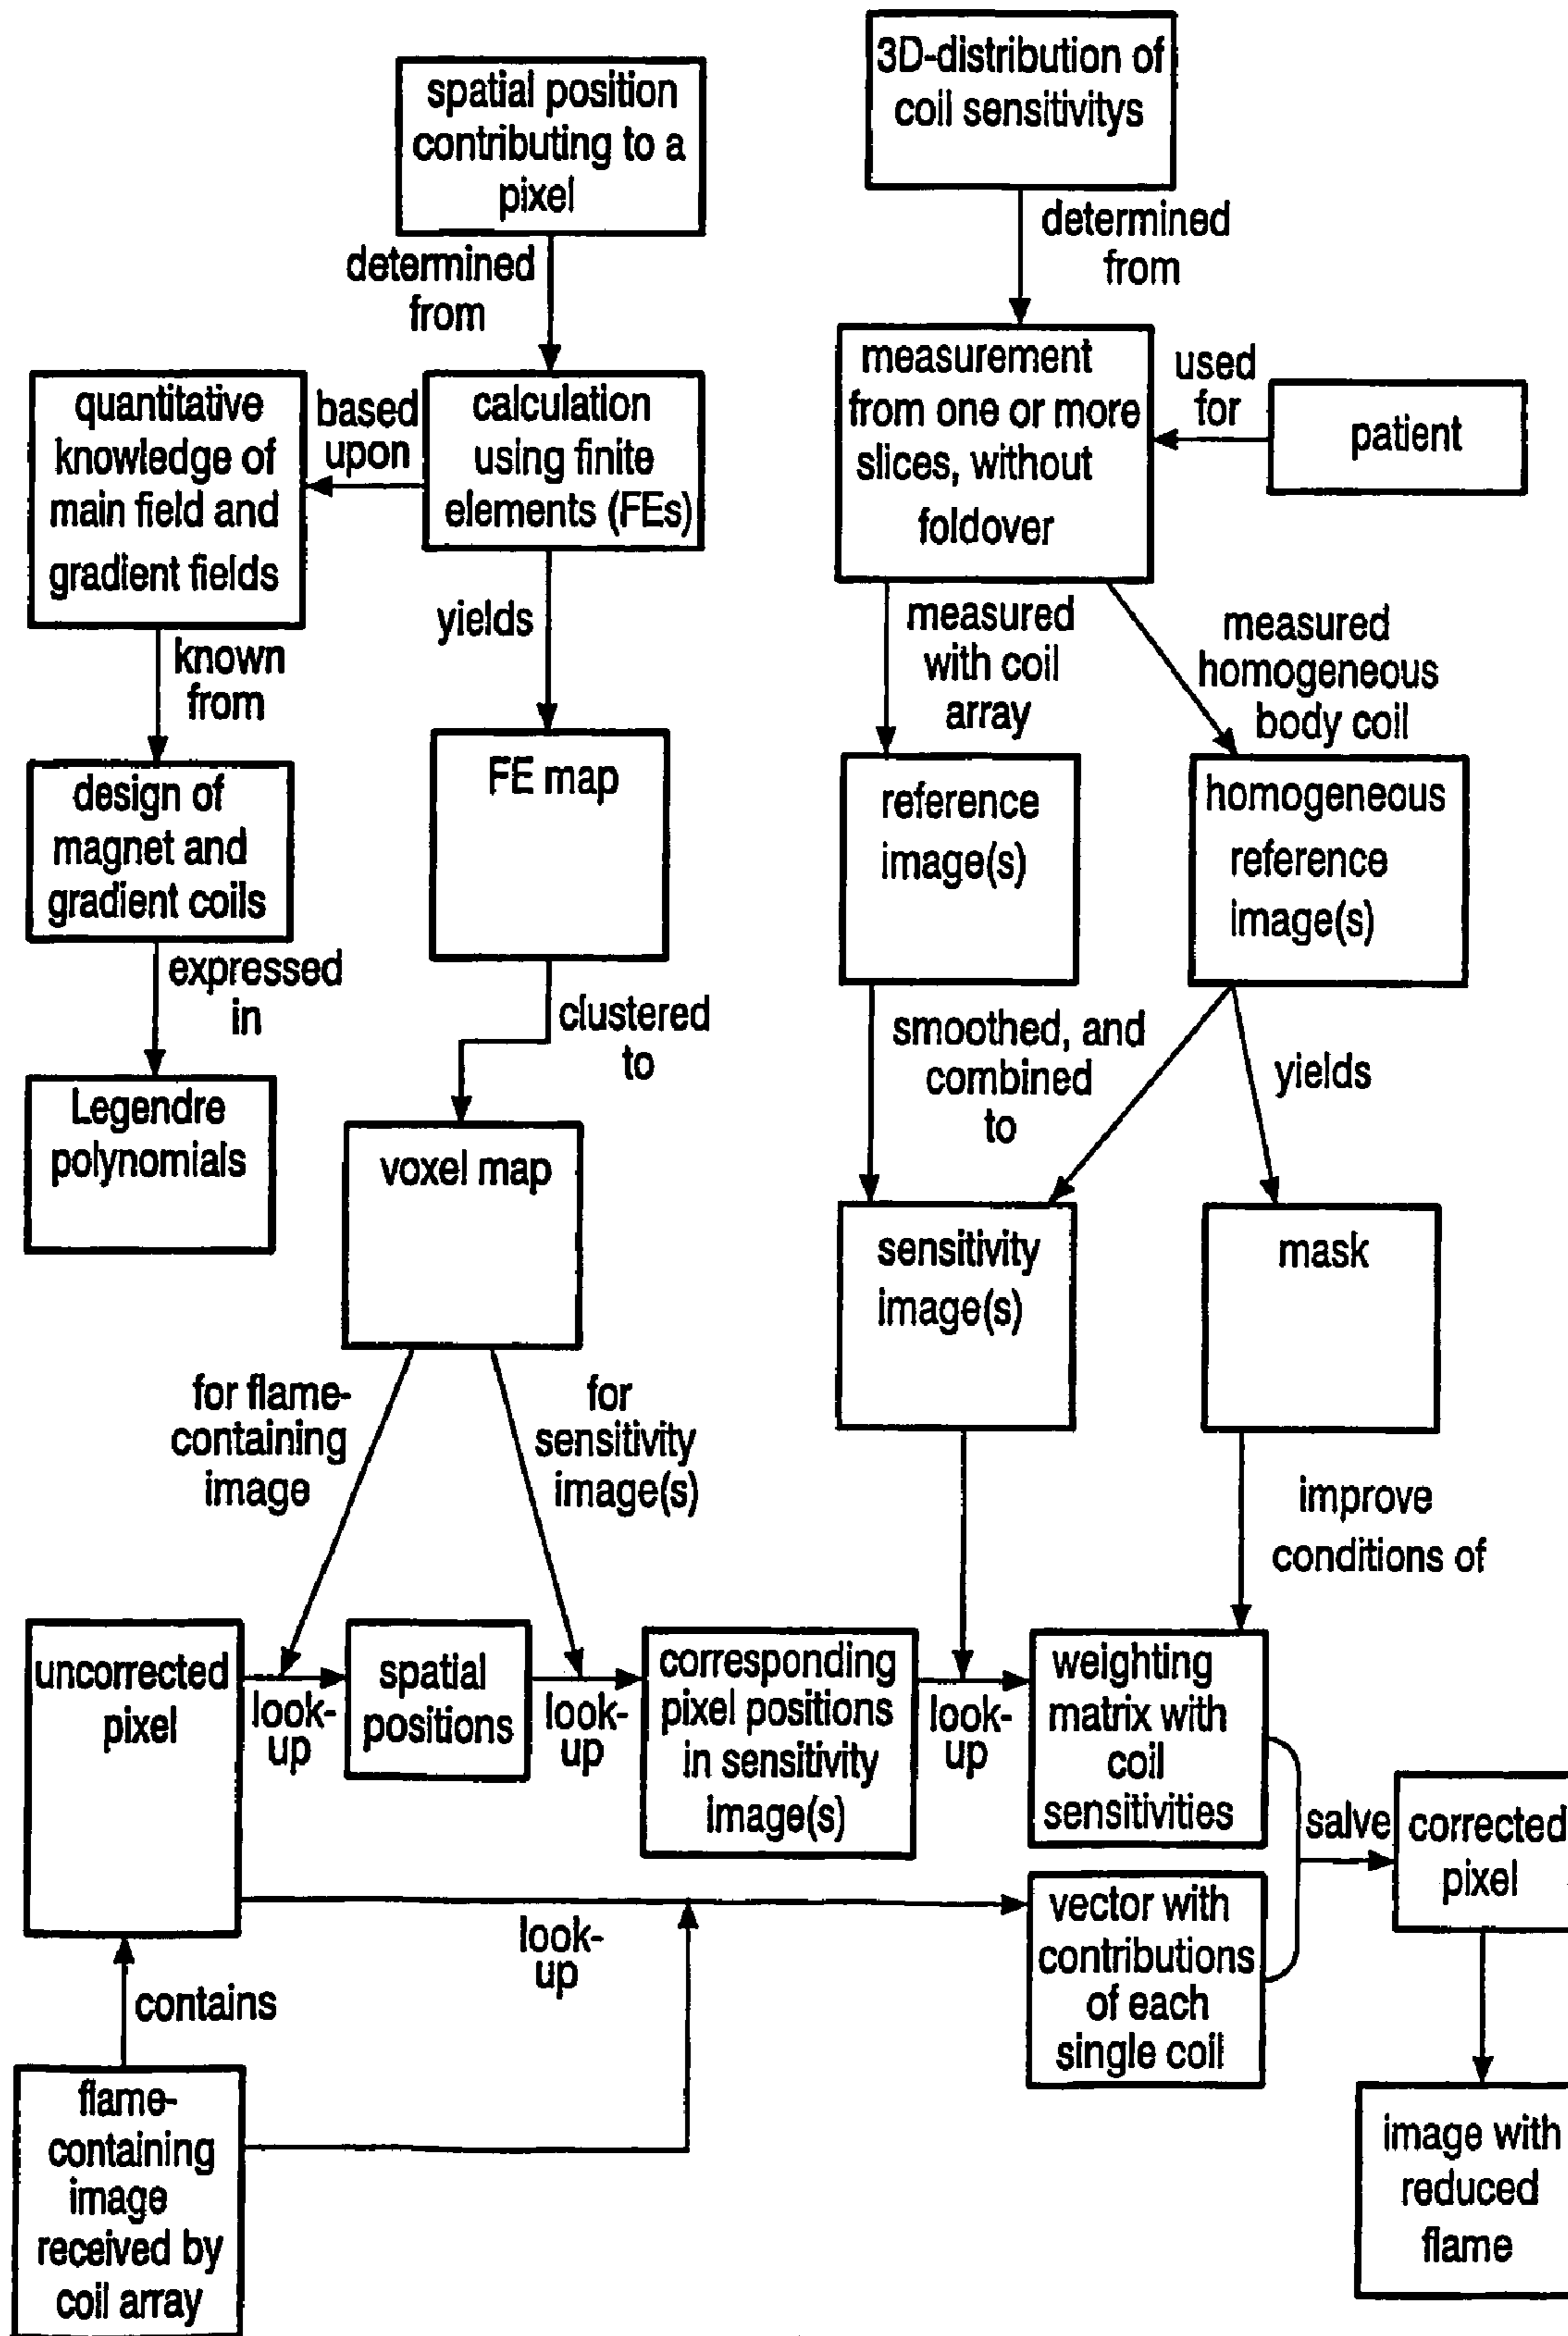 spatial position
contributing to a
pixel
3D-distribution of
coil sensitivitys
determined
from
determined
from
quantitative
knowledge of
main field and
gradient fields
based
upon
calculation
using finite
elements (FEs)
measurement
from one or more
slices, without
foldover
used
for
patient
known
from
yields
measured
with coil
array
measured
homogeneous
body coil
design of
magnet and
gradient coils
FE map
reference
image(s)
homogeneous
reference
image(s)
expressed
in
clustered
to
smoothed, and
combined
to
yields
Legendre
polynomials
voxel map
sensitivity
image(s)
mask
for flame-
containing
image
for
sensitivity
image(s)
improve
conditions of
uncorrected
pixel
look-
up
spatial
positions
look-
up
corresponding
pixel positions
in sensitivity
image(s)
look-
up
weighting
matrix with
coil
sensitivities
salve
corrected
pixel
look-
up
vector with
contributions
of each
single coil
contains
flame-
containing
image
received by
coil array
image with
reduced
flame